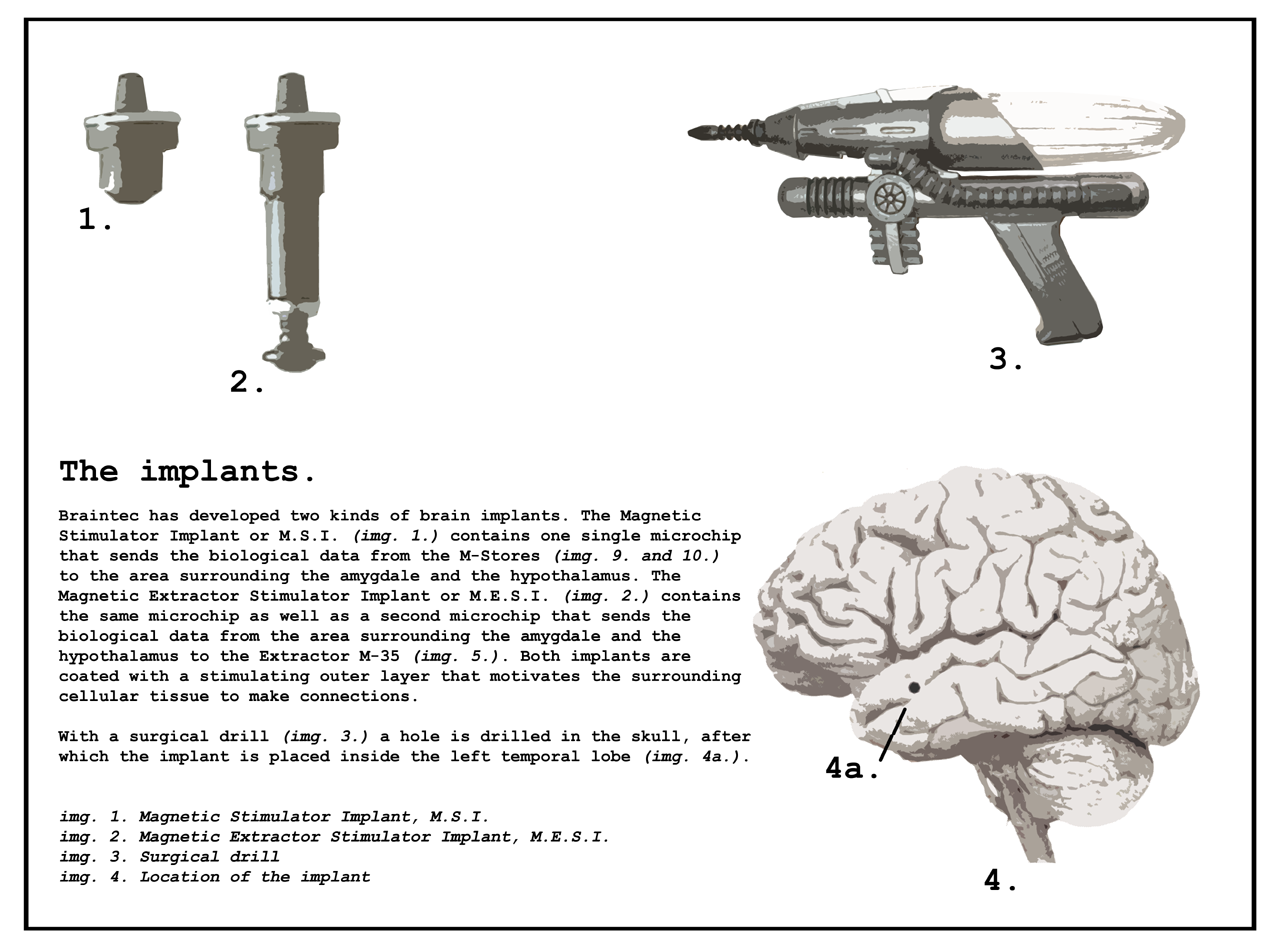 1.
2.
3.
The implants.
Braintec has developed two kinds of brain implants. The Magnetic
Stimulator Implant or M.S.I. (img. 1.) contains one single microchip
that sends the biological data from the M-Stores (img. 9. and 10.)
to the area surrounding the amygdale and the hypothalamus. The
Magnetic Extractor Stimulator Implant or M.E.S.I. (img. 2.) contains
the same microchip as well as a second microchip that sends the
biological data from the area surrounding the amygdale and the
hypothalamus to the Extractor M-35 (img. 5.). Both implants are
coated with a stimulating outer layer that motivates the surrounding
cellular tissue to make connections.
With a surgical drill (img. 3.) a hole is drilled in the skull, after
which the implant is placed inside the left temporal lobe (img. 4a.).
img. 1. Magnetic Stimulator Implant, M.S.I.
img. 2. Magnetic Extractor Stimulator Implant, M.E.S.I.
img. 3. Surgical drill
img. 4. Location of the implant
4a.
4.